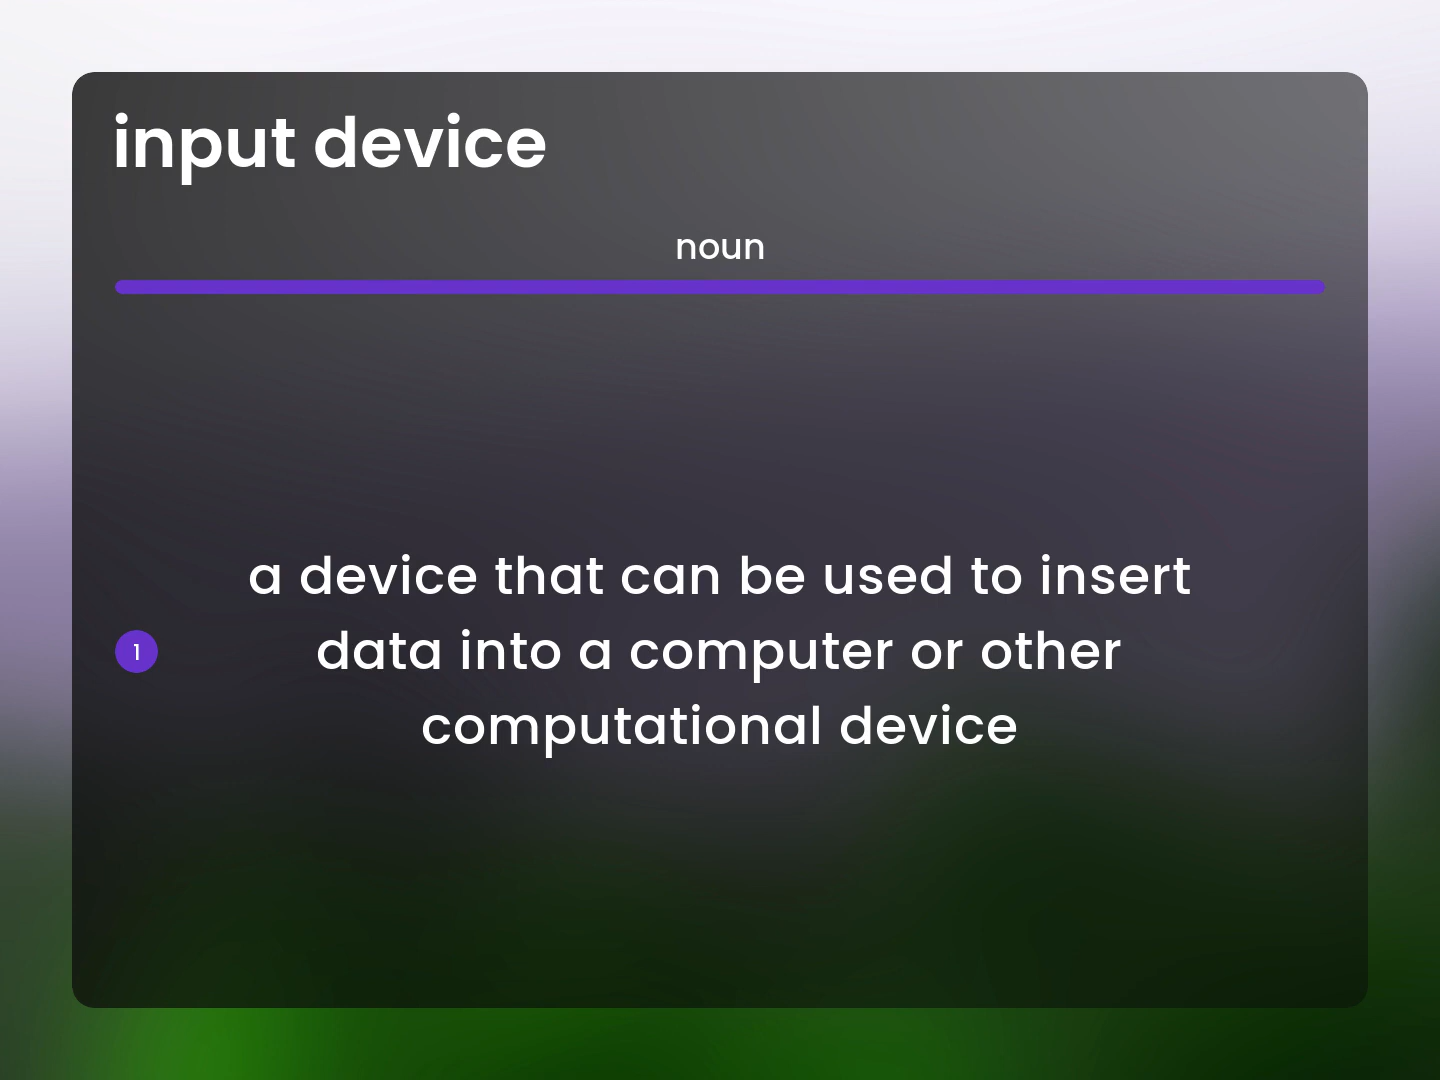 input device
noun
a device that can be used to insert
1
data into a computer or other
computational device